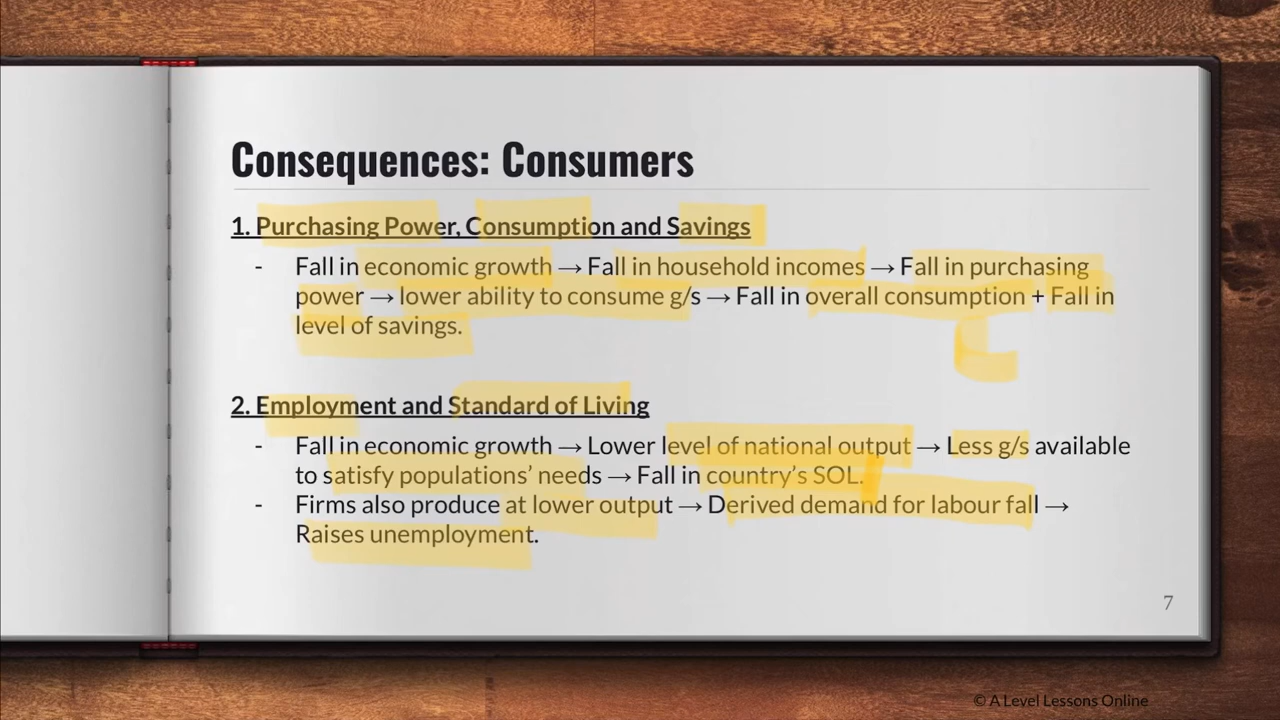 Consequences: Consumers
1. Purchasing Power, Consumption and Savings
- Fall in economic growth → Fall in household incomes → Fall in purchasing
power → lower ability to consume g/s → Fall in overall consumption + Fall in
level of savings.
2. Employment and Standard of Living
- Fall in economic growth → Lower level of national output → Less g/s available
to satisfy populations’ needs → Fall in country’s SOL.
- Firms also produce at lower output → Derived demand for labour fall →
Raises unemployment.
7
© A Level Lessons Online